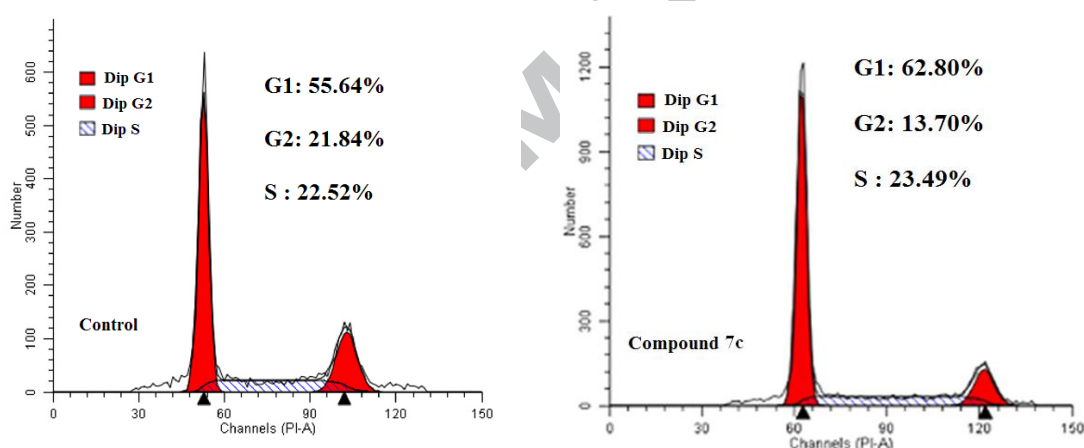 600
500
400
300
200
100
0
Number
Dip G1
Dip G2
Dip S
G1: 55.64%
G2: 21.84%
S : 22.52%
Control
0 30 60 90 120 150
Channels (PI-A)
1200
900
600
300
0
Number
Dip G1
Dip G2
Dip S
G1: 62.80%
G2: 13.70%
S : 23.49%
Compound 7c
0 30 60 90 120 150
Channels (PI-A)